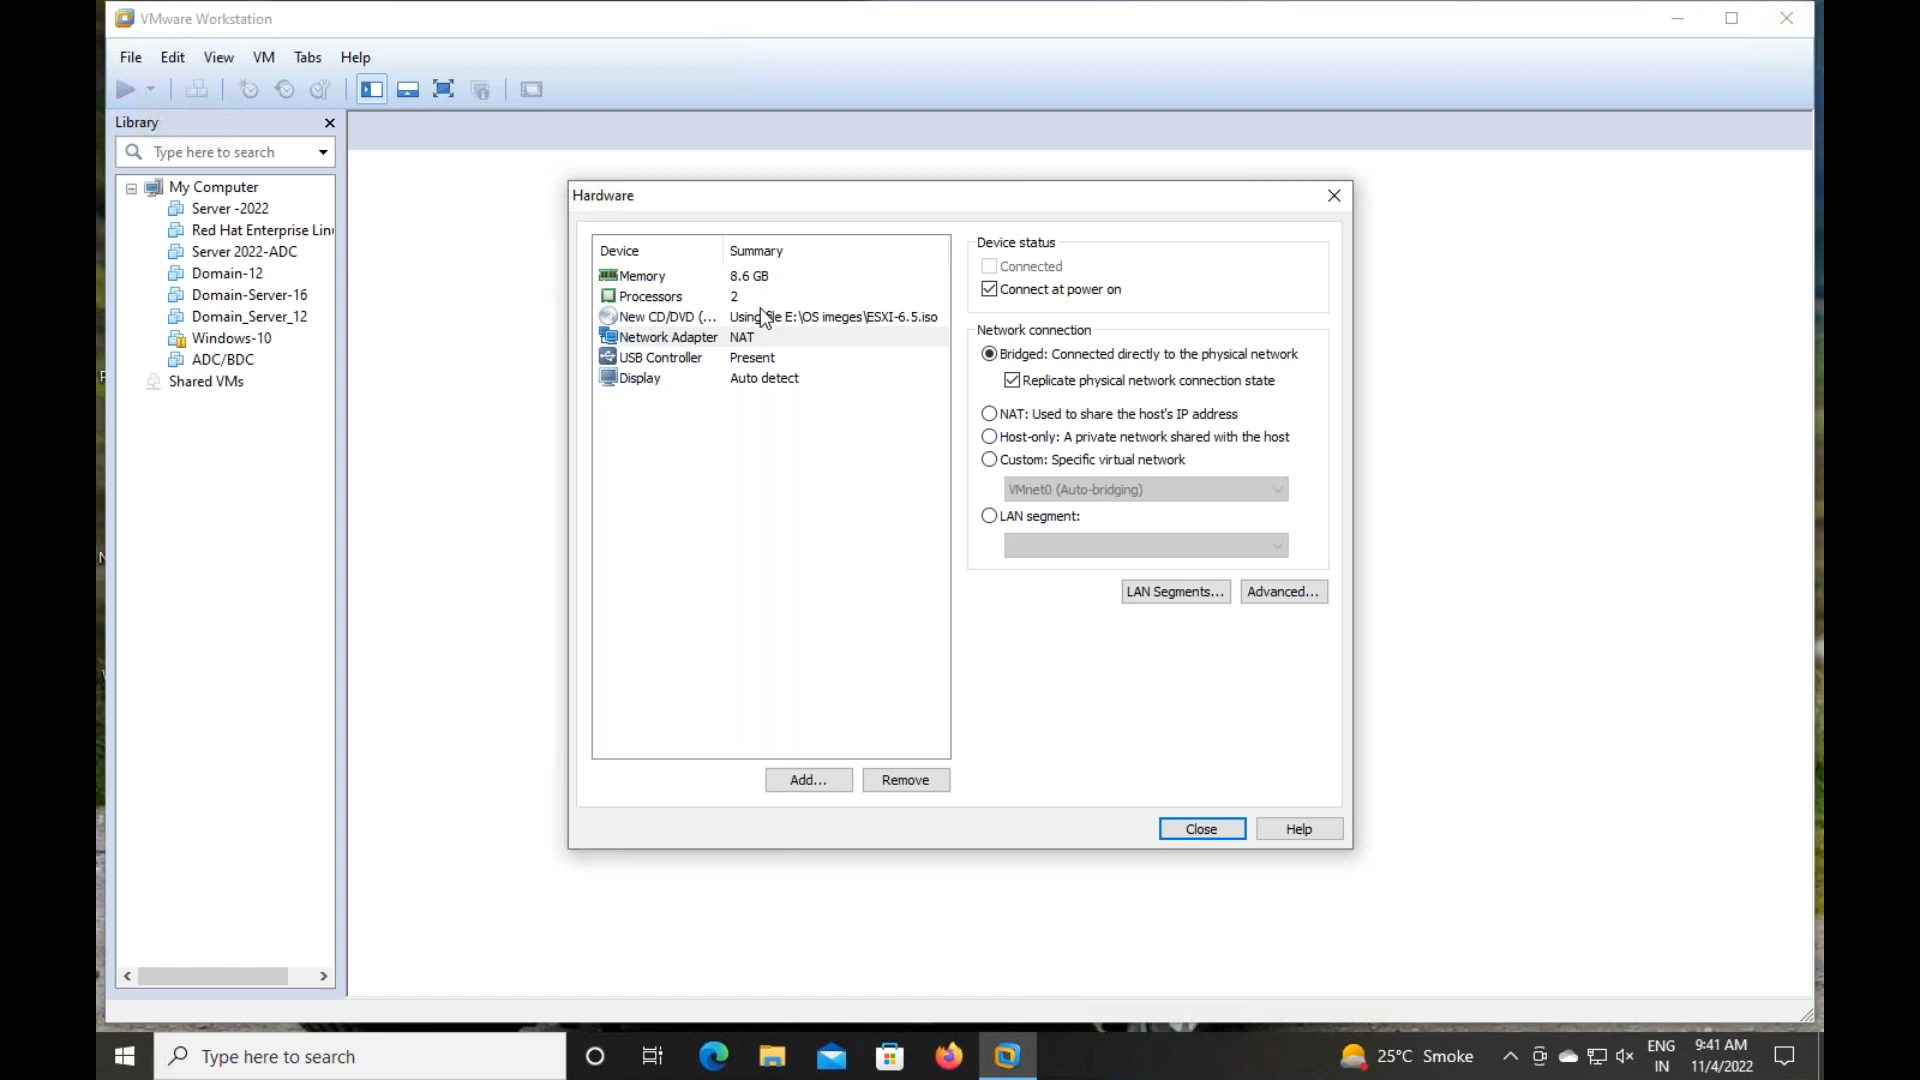 VMware Workstation
File Edit View VM Tabs Help
Library
Type here to search
My Computer
Server -2022
Red Hat Enterprise Lin
Server 2022-ADC
Domain-12
Domain-Server-16
Domain_Server_12
Windows-10
ADC/BDC
Shared VMs
Hardware
Device Summary
Memory 8.6 GB
Processors 2
New CD/DVD (... Using file E:\OS imeges\ESXI-6.5.iso
Network Adapter NAT
USB Controller Present
Display Auto detect
Add... Remove
Device status
Connected
Connect at power on
Network connection
Bridged: Connected directly to the physical network
Replicate physical network connection state
NAT: Used to share the host's IP address
Host-only: A private network shared with the host
Custom: Specific virtual network
VMnet0 (Auto-bridging)
LAN segment:
LAN Segments... Advanced...
Close Help
Type here to search
25°C Smoke
ENG
IN
9:41 AM
11/4/2022